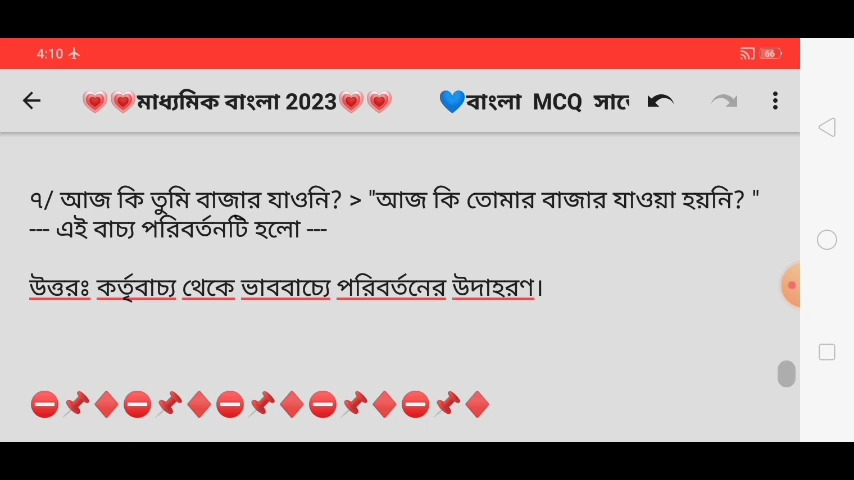 4:10
66
মাধ্যমিক বাংলা 2023 বাংলা MCQ
৭/ আজ কি তুমি বাজার যাওনি? > "আজ কি তোমার বাজার যাওয়া হয়নি? "
--- এই বাচ্য পরিবর্তনটি হলো ---
উত্তরঃ কর্তৃবাচ্য থেকে ভাববাচ্যে পরিবর্তনের উদাহরণ।